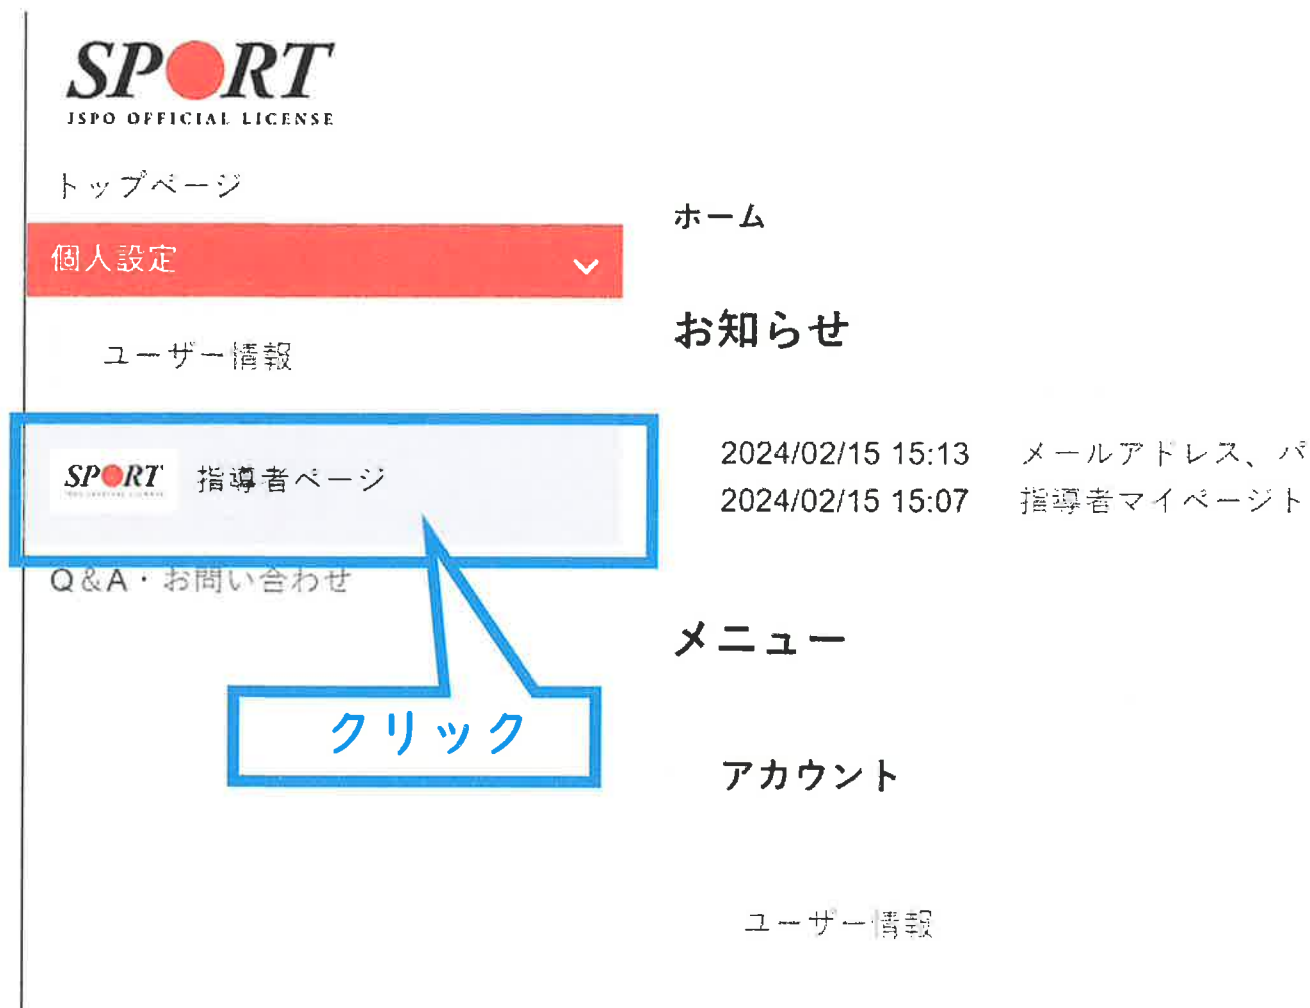 SPORT
JSPO OFFICIAL LICENSE
トップページ
個人設定
ユーザー情報
SPORT
指導者ページ
Q&A・お問い合わせ
クリック
ホーム
お知らせ
2024/02/15 15:13 メールアドレス、パ
2024/02/15 15:07 指導者マイページト
メニュー
アカウント
ユーザー情報